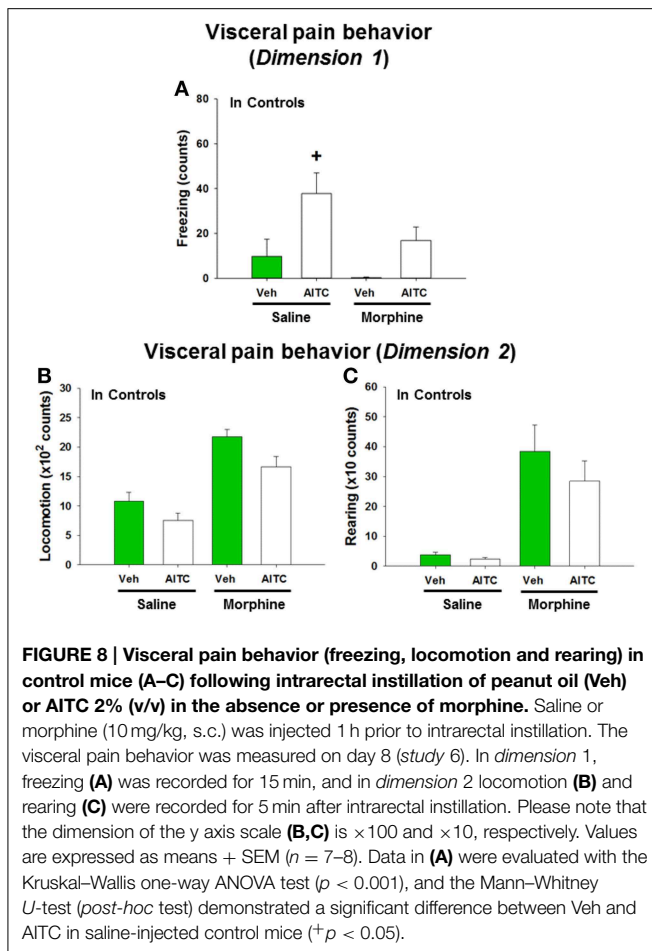 Visceral pain behavior
(Dimension 1)
A
In Controls
Freezing (counts)
80
60
40
20
0
+
Veh AITC Veh AITC
Saline Morphine
Visceral pain behavior (Dimension 2)
B
In Controls
Locomotion (x10² counts)
30
25
20
15
10
5
0
Veh AITC Veh AITC
Saline Morphine
C
In Controls
Rearing (x10 counts)
60
50
40
30
20
10
0
Veh AITC Veh AITC
Saline Morphine
FIGURE 8 | Visceral pain behavior (freezing, locomotion and rearing) in
control mice (A–C) following intrarectal instillation of peanut oil (Veh)
or AITC 2% (v/v) in the absence or presence of morphine. Saline or
morphine (10 mg/kg, s.c.) was injected 1 h prior to intrarectal instillation. The
visceral pain behavior was measured on day 8 (study 6). In dimension 1,
freezing (A) was recorded for 15 min, and in dimension 2 locomotion (B) and
rearing (C) were recorded for 5 min after intrarectal instillation. Please note that
the dimension of the y axis scale (B,C) is ×100 and ×10, respectively. Values
are expressed as means + SEM (n = 7–8). Data in (A) were evaluated with the
Kruskal–Wallis one-way ANOVA test (p < 0.001), and the Mann–Whitney
U-test (post-hoc test) demonstrated a significant difference between Veh and
AITC in saline-injected control mice (⁺p < 0.05).